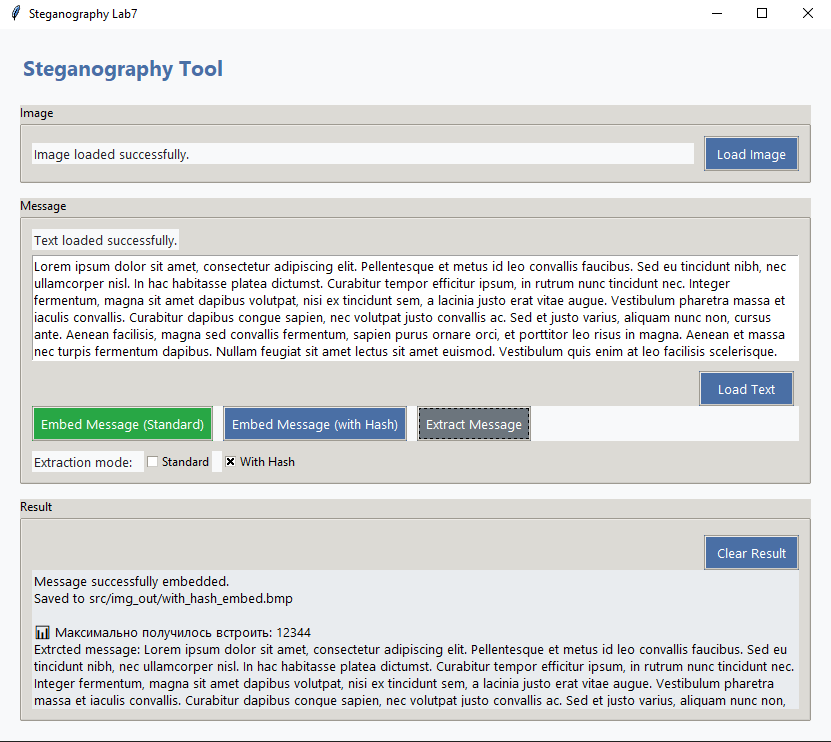 Steganography Lab7
Steganography Tool
Image
Image loaded successfully.
Load Image
Message
Text loaded successfully.
Lorem ipsum dolor sit amet, consectetur adipiscing elit. Pellentesque et metus id leo convallis faucibus. Sed eu tincidunt nibh, nec
ullamcorper nisl. In hac habitasse platea dictumst. Curabitur tempor efficitur ipsum, in rutrum nunc tincidunt nec. Integer
fermentum, magna sit amet dapibus volutpat, nisi ex tincidunt sem, a lacinia justo erat vitae augue. Vestibulum pharetra massa et
iaculis convallis. Curabitur dapibus congue sapien, nec volutpat justo convallis ac. Sed et justo varius, aliquam nunc non, cursus
ante. Aenean facilisis, magna sed convallis fermentum, sapien purus ornare orci, et porttitor leo risus in magna. Aenean et massa
nec turpis fermentum dapibus. Nullam feugiat sit amet lectus sit amet euismod. Vestibulum quis enim at leo facilisis scelerisque.
Load Text
Embed Message (Standard)
Embed Message (with Hash)
Extract Message
Extraction mode:
Standard
With Hash
Result
Clear Result
Message successfully embedded.
Saved to src/img_out/with_hash_embed.bmp
Максимально получилось встроить: 12344
Extrcted message: Lorem ipsum dolor sit amet, consectetur adipiscing elit. Pellentesque et metus id leo convallis faucibus. Sed eu
tincidunt nibh, nec ullamcorper nisl. In hac habitasse platea dictumst. Curabitur tempor efficitur ipsum, in rutrum nunc tincidunt nec.
Integer fermentum, magna sit amet dapibus volutpat, nisi ex tincidunt sem, a lacinia justo erat vitae augue. Vestibulum pharetra
massa et iaculis convallis. Curabitur dapibus congue sapien, nec volutpat justo convallis ac. Sed et justo varius, aliquam nunc non,